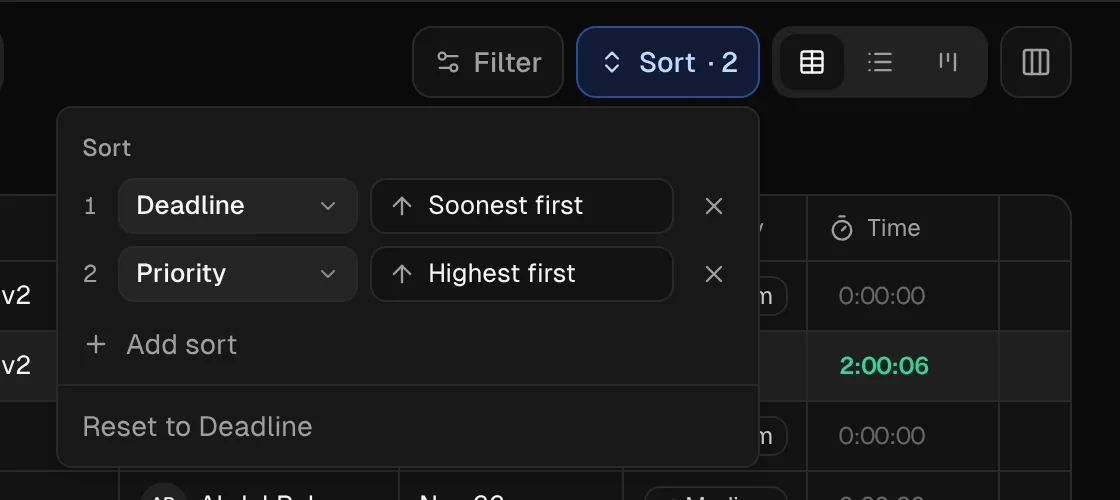 Filter
Sort · 2
Sort
1 Deadline Soonest first
2 Priority Highest first
Add sort
Reset to Deadline
Time
v2
0:00:00
v2
2:00:06
0:00:00